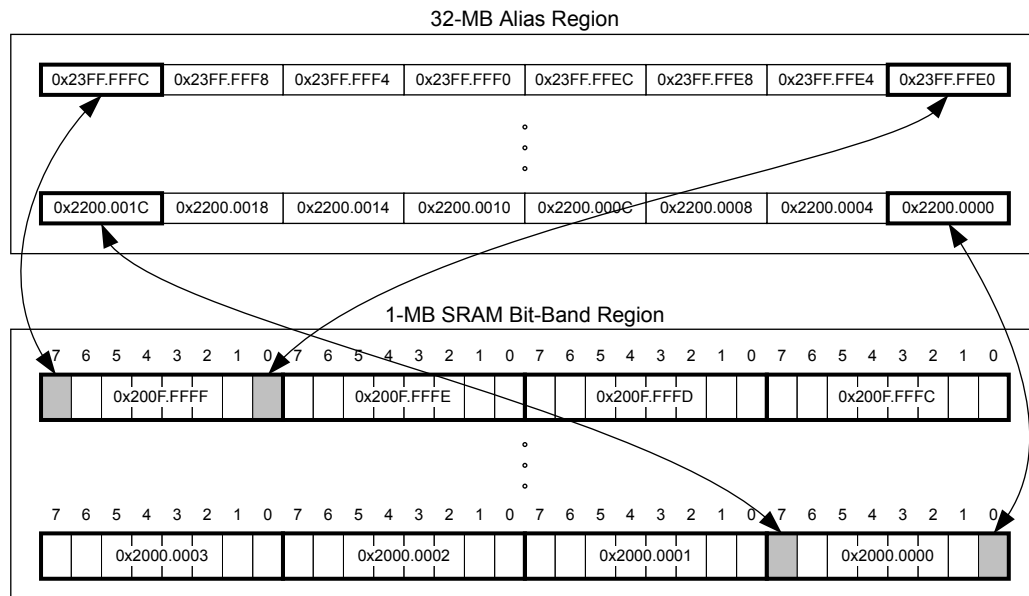 32-MB Alias Region
0x23FF.FFFC 0x23FF.FFF8 0x23FF.FFF4 0x23FF.FFF0 0x23FF.FFEC 0x23FF.FFE8 0x23FF.FFE4 0x23FF.FFE0
0x2200.001C 0x2200.0018 0x2200.0014 0x2200.0010 0x2200.000C 0x2200.0008 0x2200.0004 0x2200.0000
1-MB SRAM Bit-Band Region
7 6 5 4 3 2 1 0 7 6 5 4 3 2 1 0 7 6 5 4 3 2 1 0 7 6 5 4 3 2 1 0
0x200F.FFFF 0x200F.FFFE 0x200F.FFFD 0x200F.FFFC
7 6 5 4 3 2 1 0 7 6 5 4 3 2 1 0 7 6 5 4 3 2 1 0 7 6 5 4 3 2 1 0
0x2000.0003 0x2000.0002 0x2000.0001 0x2000.0000